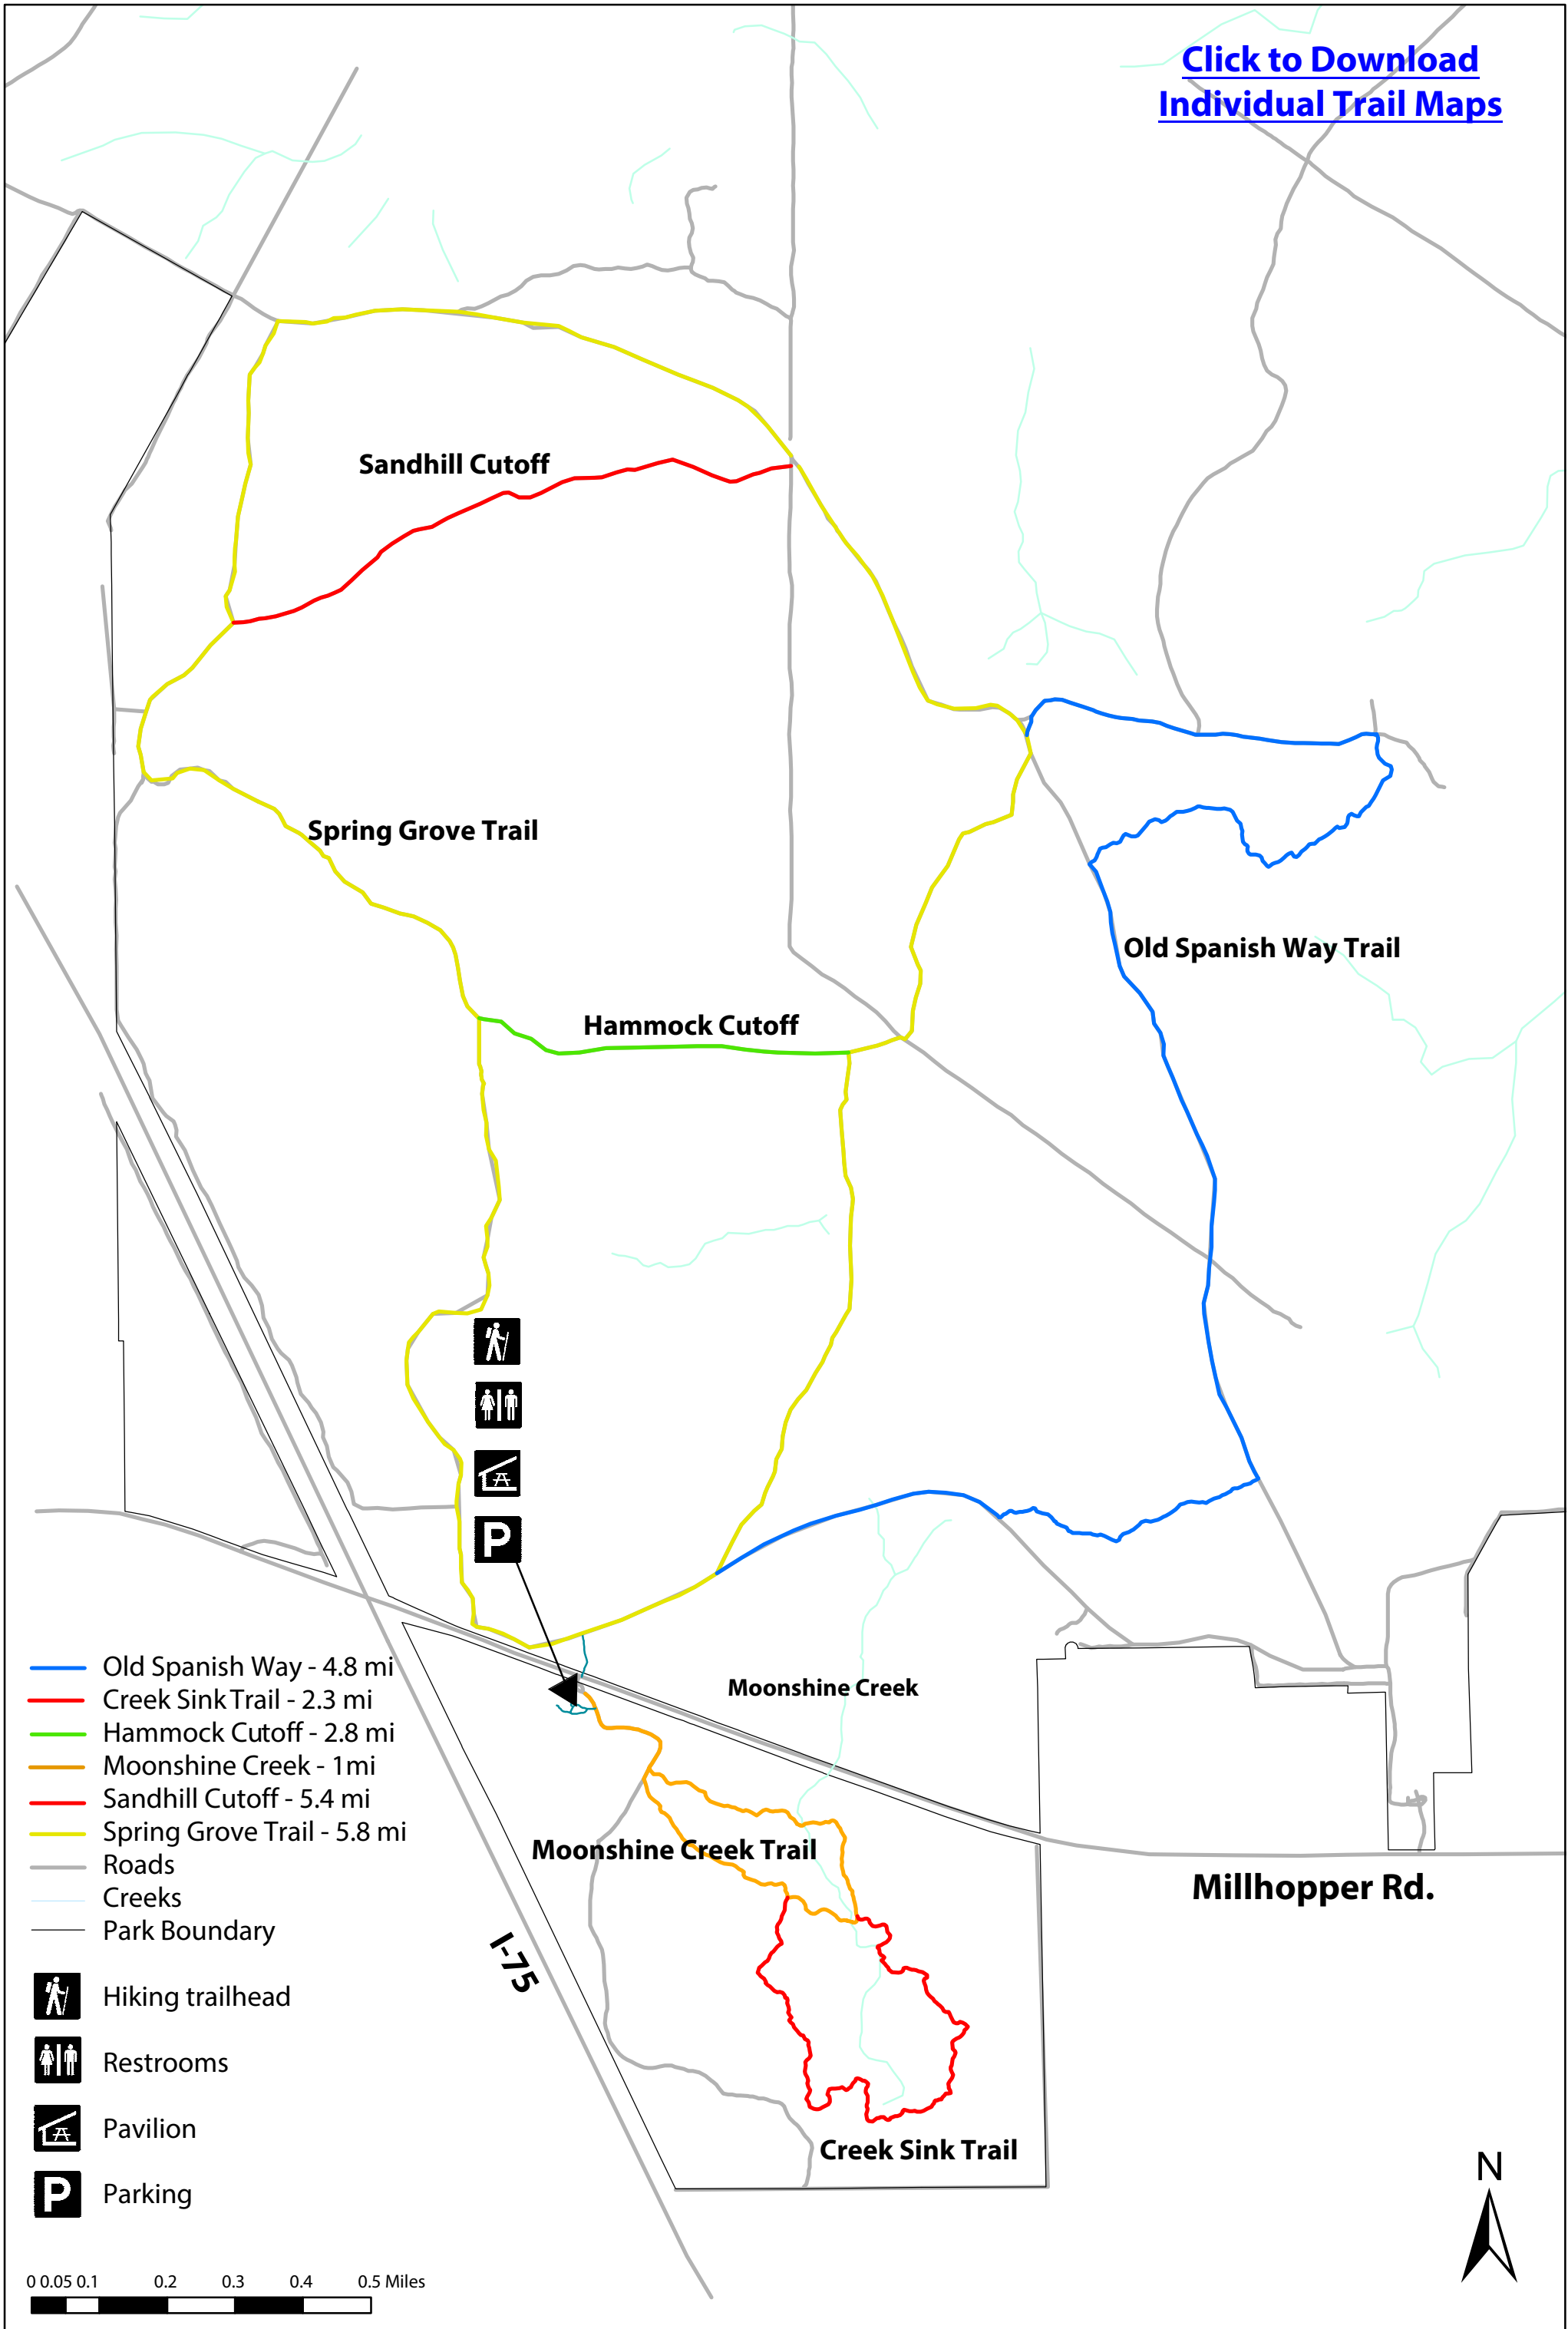 Click to Download
Individual Trail Maps
Sandhill Cutoff
Spring Grove Trail
Old Spanish Way Trail
Hammock Cutoff
P
Moonshine Creek
Moonshine Creek Trail
Millhopper Rd.
I-75
Creek Sink Trail
Old Spanish Way - 4.8 mi
Creek Sink Trail - 2.3 mi
Hammock Cutoff - 2.8 mi
Moonshine Creek - 1mi
Sandhill Cutoff - 5.4 mi
Spring Grove Trail - 5.8 mi
Roads
Creeks
Park Boundary
Hiking trailhead
Restrooms
Pavilion
P Parking
N
0 0.05 0.1 0.2 0.3 0.4 0.5 Miles